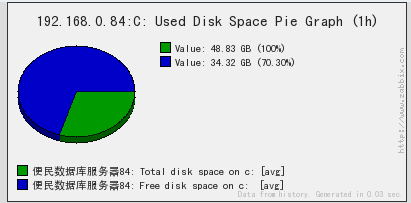 192.168.0.84:C: Used Disk Space Pie Graph (1h)
Value: 48.83 GB (100%)
Value: 34.32 GB (70.30%)
http://www.zabbix.com
便民数据库服务器84: Total disk space on c: [avg]
便民数据库服务器84: Free disk space on c: [avg]
Data from history. Generated in 0.03 sec.